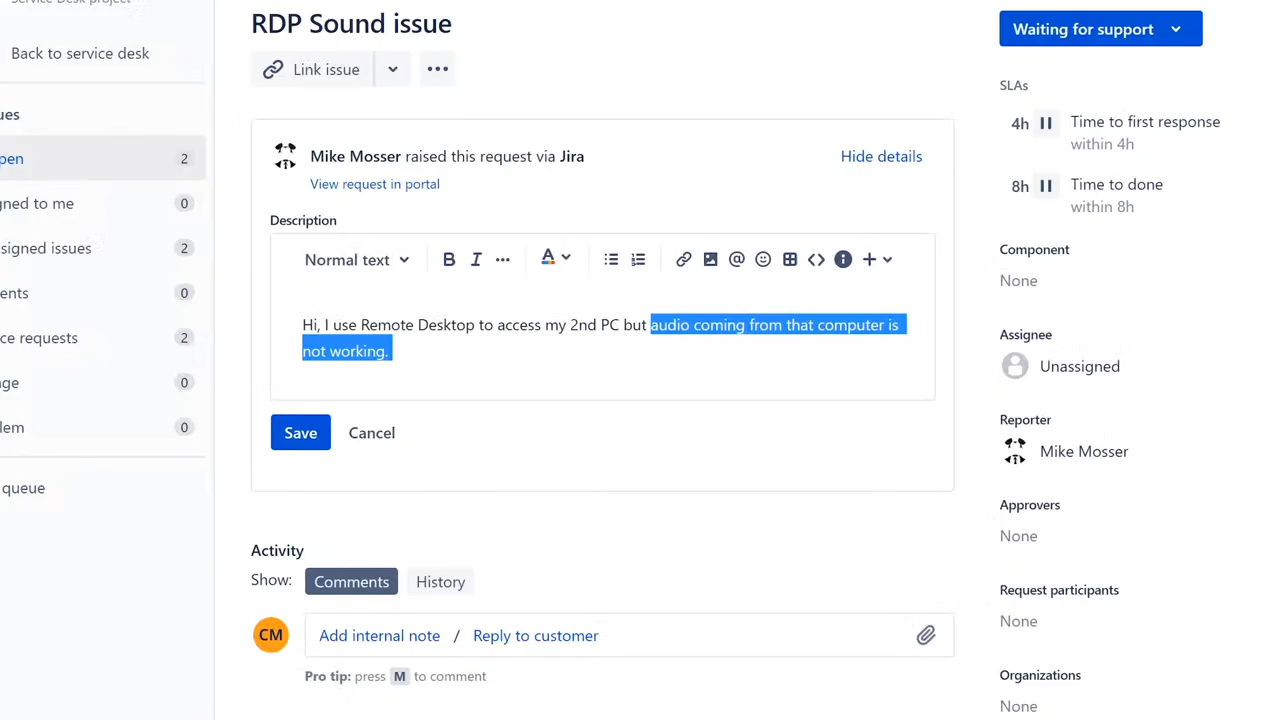 Service Desk project
Back to service desk
ues
pen 2
gned to me 0
signed issues 2
ents 0
ce requests 0
ge 0
lem 0
queue
RDP Sound issue
Link issue
Mike Mosser raised this request via Jira
Hide details
View request in portal
Description
Normal text B I A
Hi, I use Remote Desktop to access my 2nd PC but audio coming from that computer is
not working.
Save Cancel
Activity
Show: Comments History
CM Add internal note / Reply to customer
Pro tip: press M to comment
Waiting for support
SLAs
4h Time to first response
within 4h
8h Time to done
within 8h
Component
None
Assignee
Unassigned
Reporter
Mike Mosser
Approvers
None
Request participants
None
Organizations
None